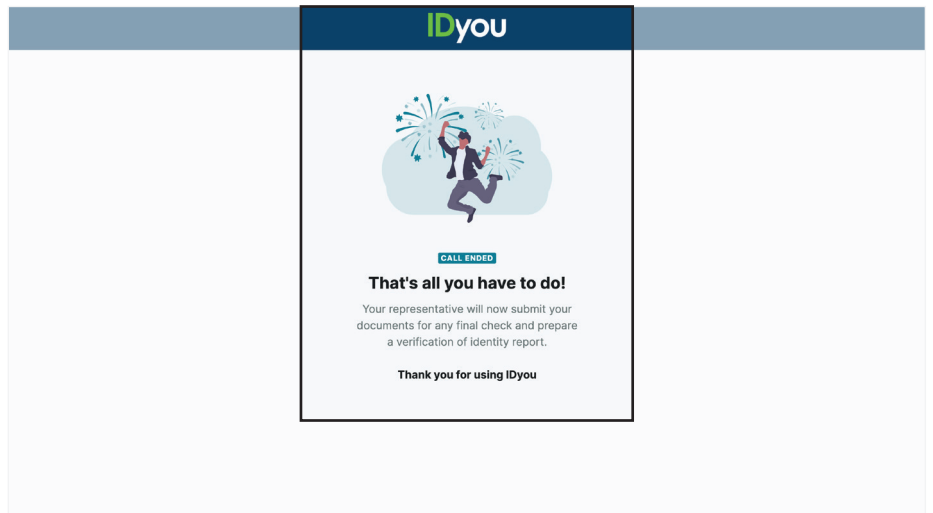 IDyou
CALL ENDED
That's all you have to do!
Your representative will now submit your
documents for any final check and prepare
a verification of identity report.
Thank you for using IDyou